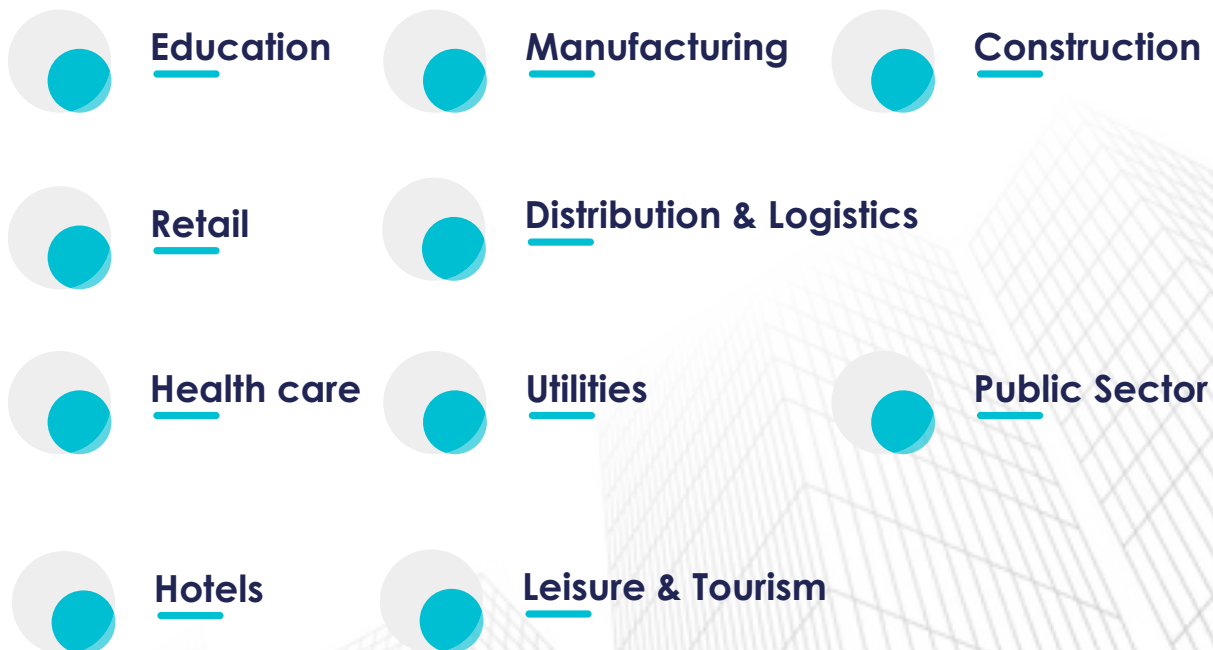 Education
Manufacturing
Construction
Retail
Distribution & Logistics
Health care
Utilities
Public Sector
Hotels
Leisure & Tourism